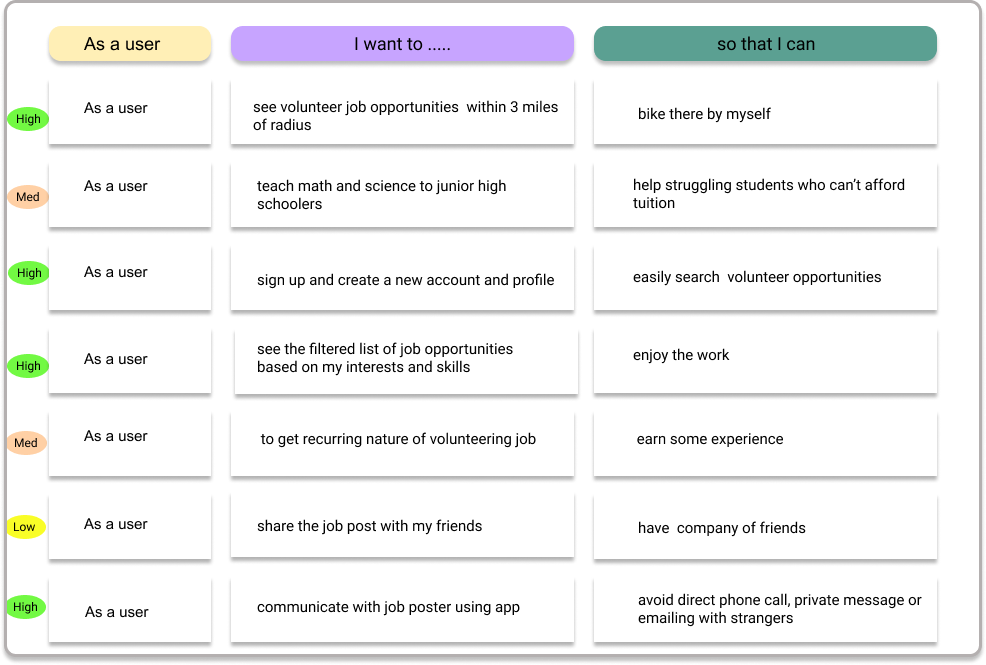 As a user
I want to .....
so that I can
High
As a user
see volunteer job opportunities  within 3 miles
of radius
bike there by myself
Med
As a user
teach math and science to junior high
schoolers
help struggling students who can’t afford
tuition
High
As a user
sign up and create a new account and profile
easily search  volunteer opportunities
High
As a user
see the filtered list of job opportunities
based on my interests and skills
enjoy the work
Med
As a user
to get recurring nature of volunteering job
earn some experience
Low
As a user
share the job post with my friends
have  company of friends
High
As a user
communicate with job poster using app
avoid direct phone call, private message or
emailing with strangers